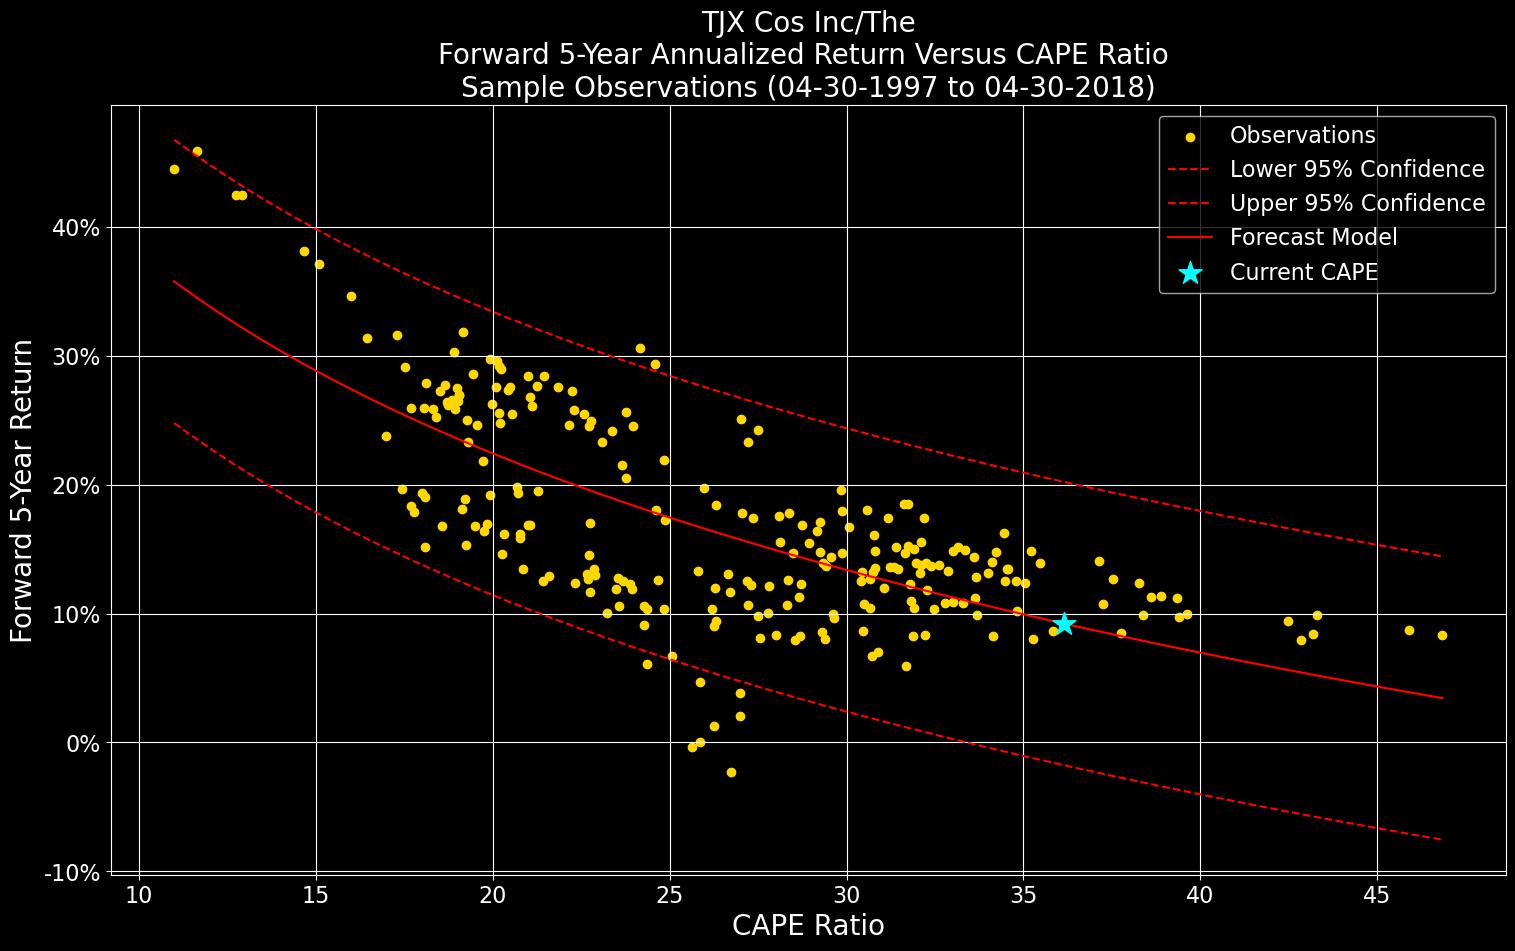 TJX Cos Inc/The
Forward 5-Year Annualized Return Versus CAPE Ratio
Sample Observations (04-30-1997 to 04-30-2018)
Observations
Lower 95% Confidence
Upper 95% Confidence
Forecast Model
Current CAPE
Forward 5-Year Return
40%
30%
20%
10%
0%
-10%
10 15 20 25 30 35 40 45
CAPE Ratio